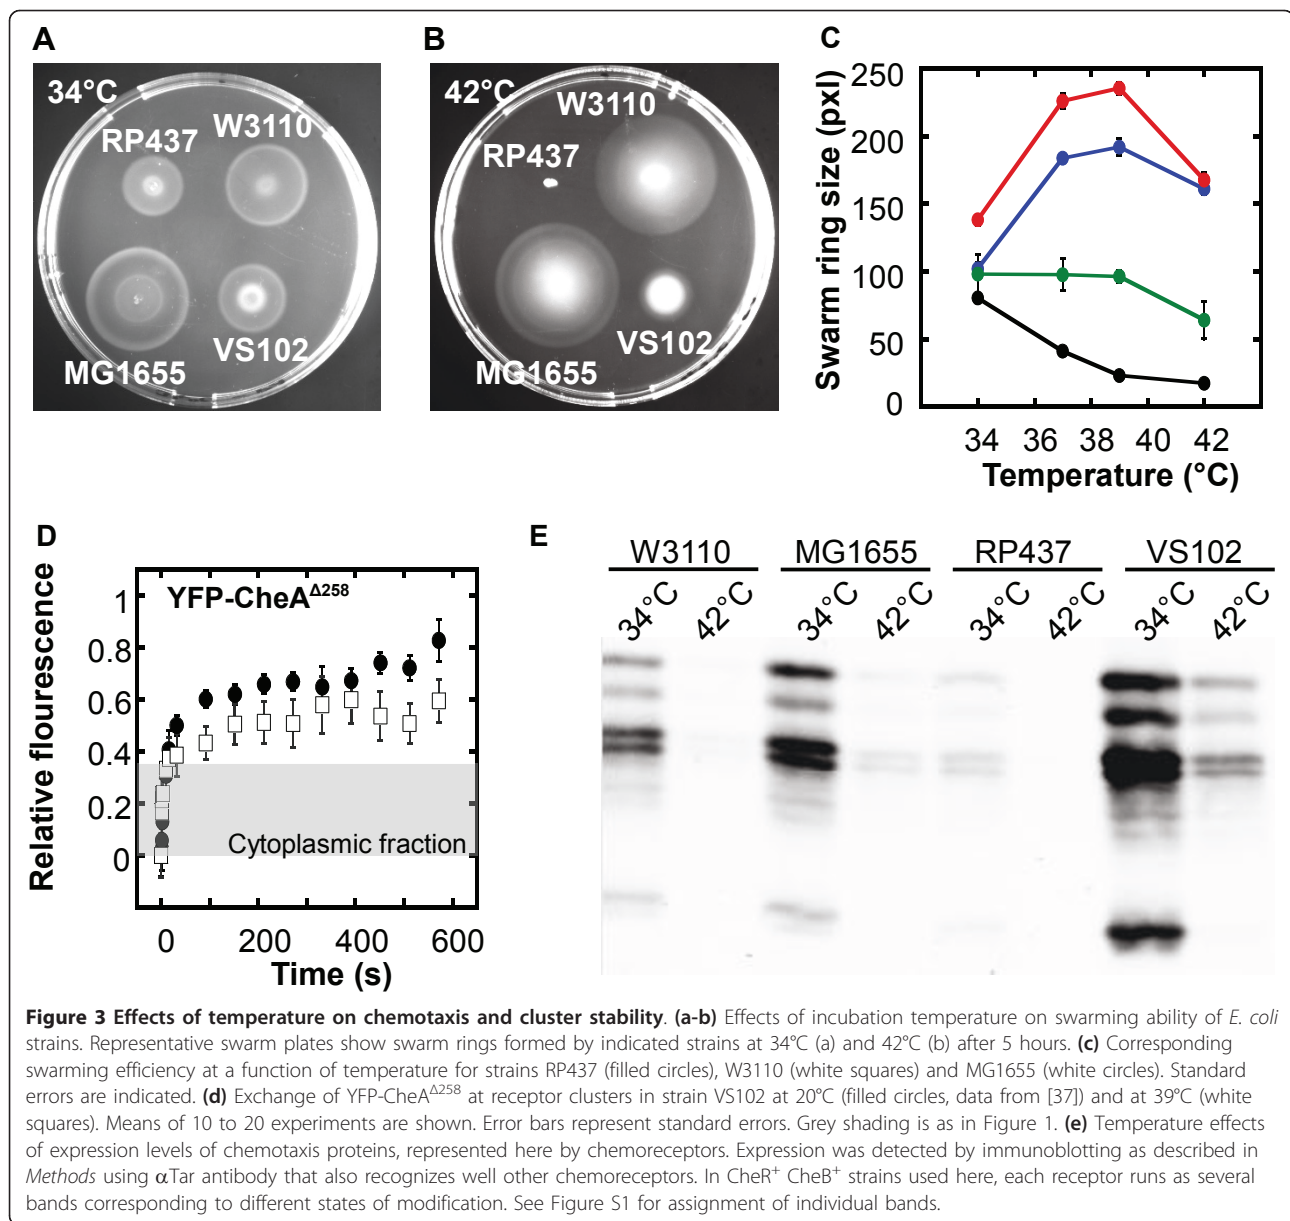 A
34°C
RP437
W3110
MG1655
VS102
B
42°C
W3110
RP437
VS102
MG1655
C
250
200
150
100
50
0
34 36 38 40 42
Swarm ring size (pxl)
Temperature (°C)
D
YFP-CheAΔ258
1
0.8
0.6
0.4
0.2
0
Cytoplasmic fraction
0 200 400 600
Relative flourescence
Time (s)
E
W3110 MG1655 RP437 VS102
34°C 42°C 34°C 42°C 34°C 42°C 34°C 42°C
Figure 3 Effects of temperature on chemotaxis and cluster stability. (a-b) Effects of incubation temperature on swarming ability of E. coli
strains. Representative swarm plates show swarm rings formed by indicated strains at 34°C (a) and 42°C (b) after 5 hours. (c) Corresponding
swarming efficiency at a function of temperature for strains RP437 (filled circles), W3110 (white squares) and MG1655 (white circles). Standard
errors are indicated. (d) Exchange of YFP-CheAΔ258 at receptor clusters in strain VS102 at 20°C (filled circles, data from [37]) and at 39°C (white
squares). Means of 10 to 20 experiments are shown. Error bars represent standard errors. Grey shading is as in Figure 1. (e) Temperature effects
of expression levels of chemotaxis proteins, represented here by chemoreceptors. Expression was detected by immunoblotting as described in
Methods using αTar antibody that also recognizes well other chemoreceptors. In CheR+ CheB+ strains used here, each receptor runs as several
bands corresponding to different states of modification. See Figure S1 for assignment of individual bands.